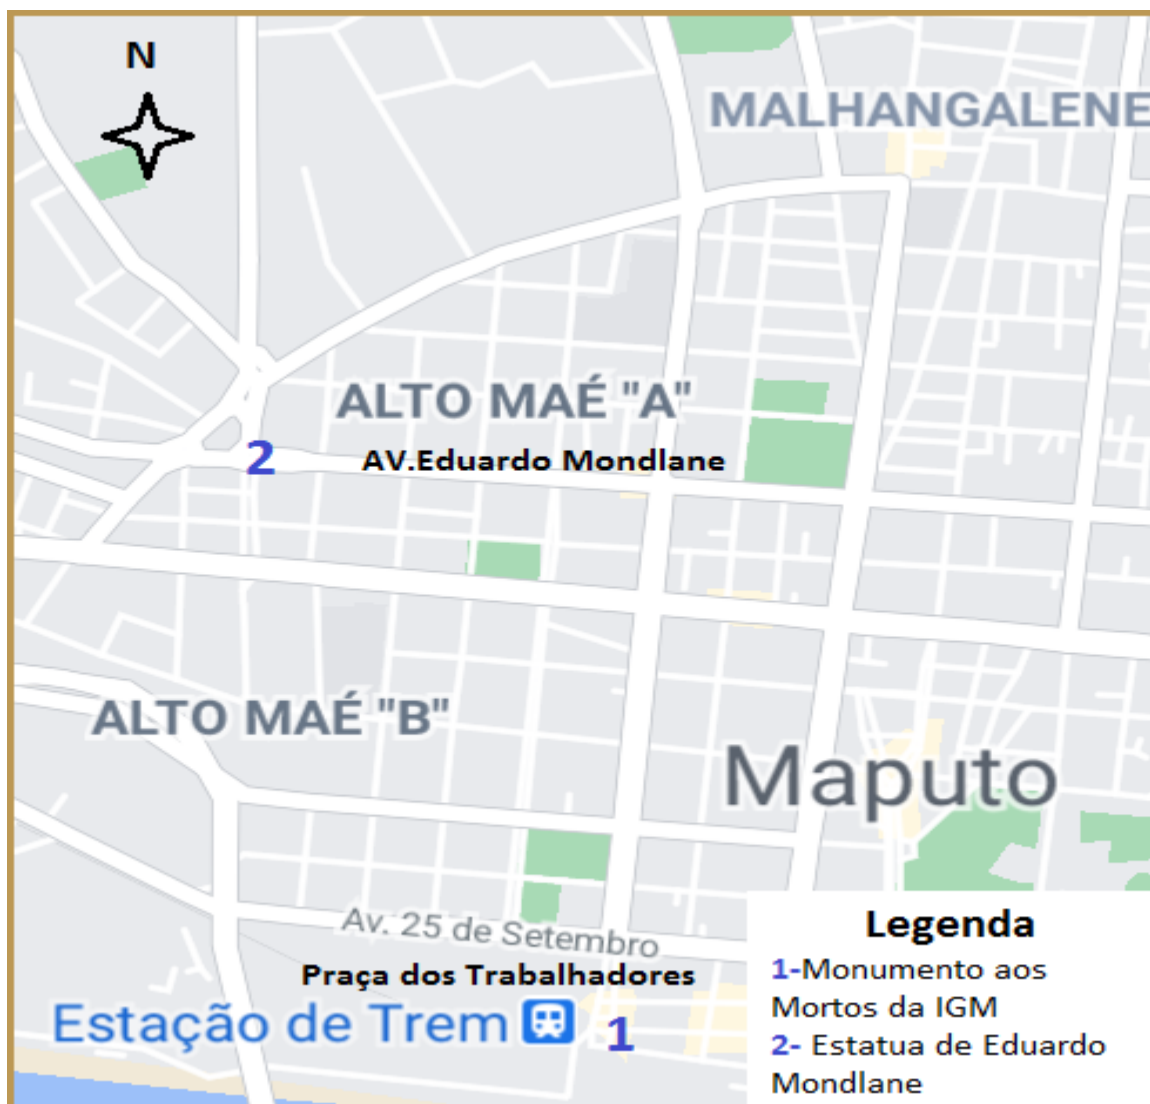 N
MALHANGALENE
ALTO MAÉ "A"
2
AV.Eduardo Mondlane
ALTO MAÉ "B"
Maputo
Av. 25 de Setembro
Praça dos Trabalhadores
Estação de Trem
1
Legenda
1-Monumento aos
Mortos da IGM
2- Estatua de Eduardo
Mondlane